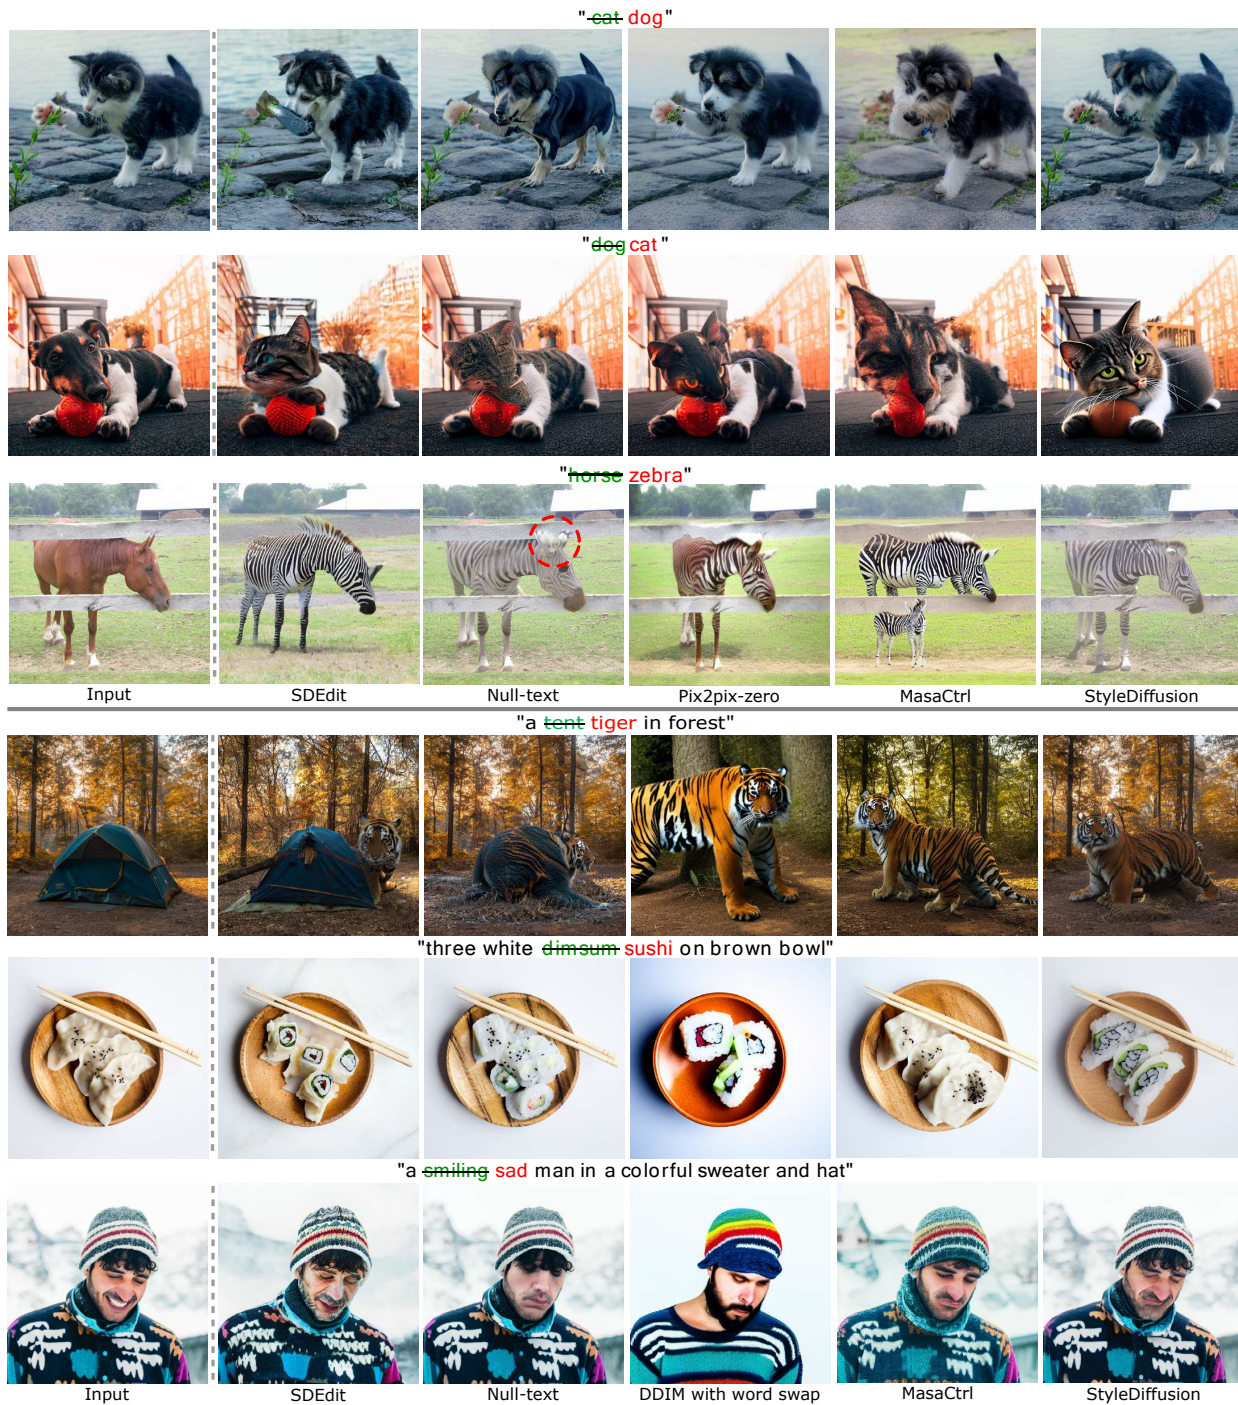 " cat dog"
"dog cat "
"horse zebra"
Input SDEdit Null-text Pix2pix-zero MasaCtrl StyleDiffusion
"a tent tiger in forest"
"three white dimsum sushi on brown bowl"
"a smiling sad man in a colorful sweater and hat"
Input SDEdit Null-text DDIM with word swap MasaCtrl StyleDiffusion